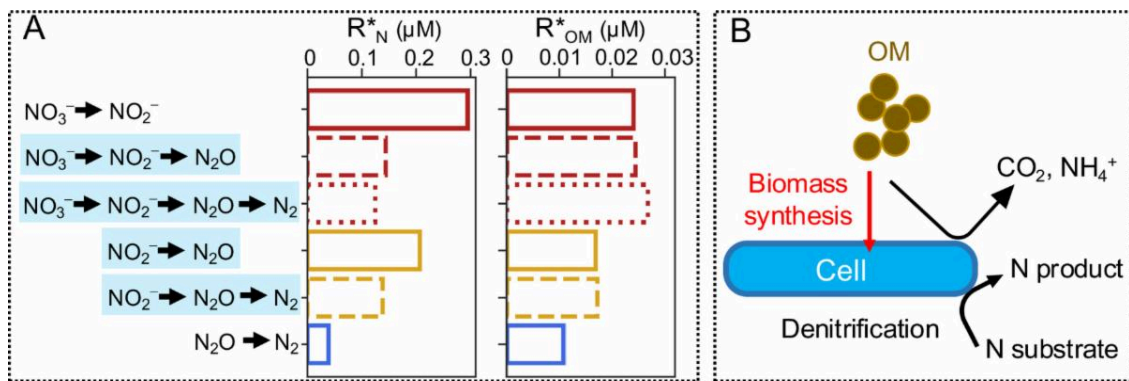 A
R*N (µM)
0 0.1 0.2 0.3
R*OM (µM)
0 0.01 0.02 0.03
NO₃⁻ → NO₂⁻
NO₃⁻ → NO₂⁻ → N₂O
NO₃⁻ → NO₂⁻ → N₂O → N₂
NO₂⁻ → N₂O
NO₂⁻ → N₂O → N₂
N₂O → N₂
B
OM
CO₂, NH₄⁺
Biomass
synthesis
Cell
N product
Denitrification
N substrate